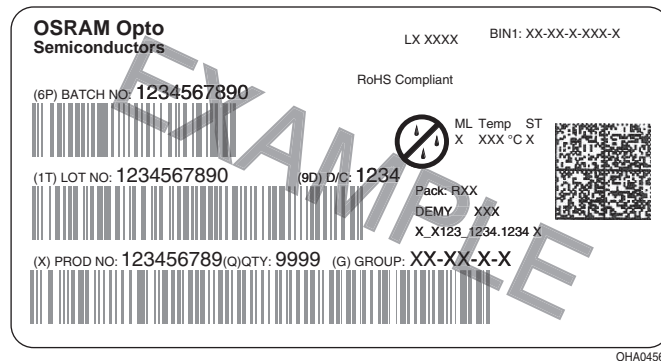 OSRAM Opto
Semiconductors
LX XXXX
BIN1: XX-XX-X-XXX-X
RoHS Compliant
(6P) BATCH NO: 1234567890
ML Temp ST
X XXX °C X
(1T) LOT NO: 1234567890 (9D) D/C: 1234
Pack: RXX
DEMY XXX
X_X123_1234.1234 X
(X) PROD NO: 123456789(Q)QTY: 9999 (G) GROUP: XX-XX-X-X
EXAMPLE
OHA0456